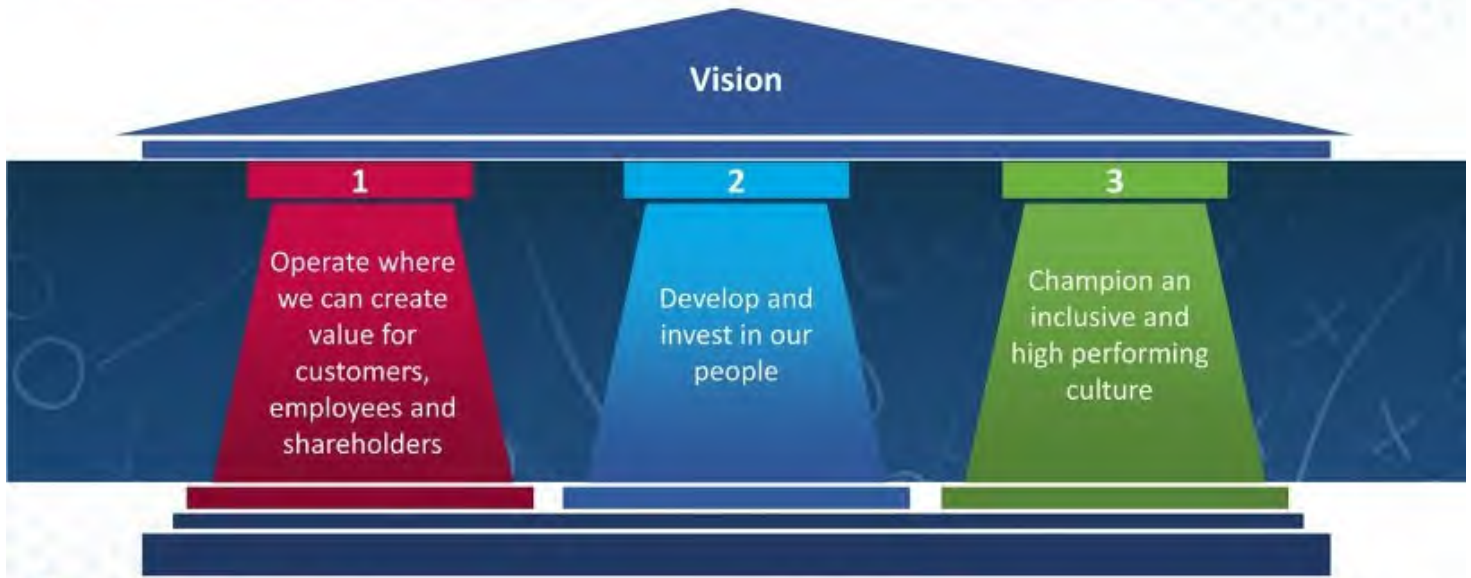 Vision
1
Operate where
we can create
value for
customers,
employees and
shareholders
2
Develop and
invest in our
people
3
Champion an
inclusive and
high performing
culture